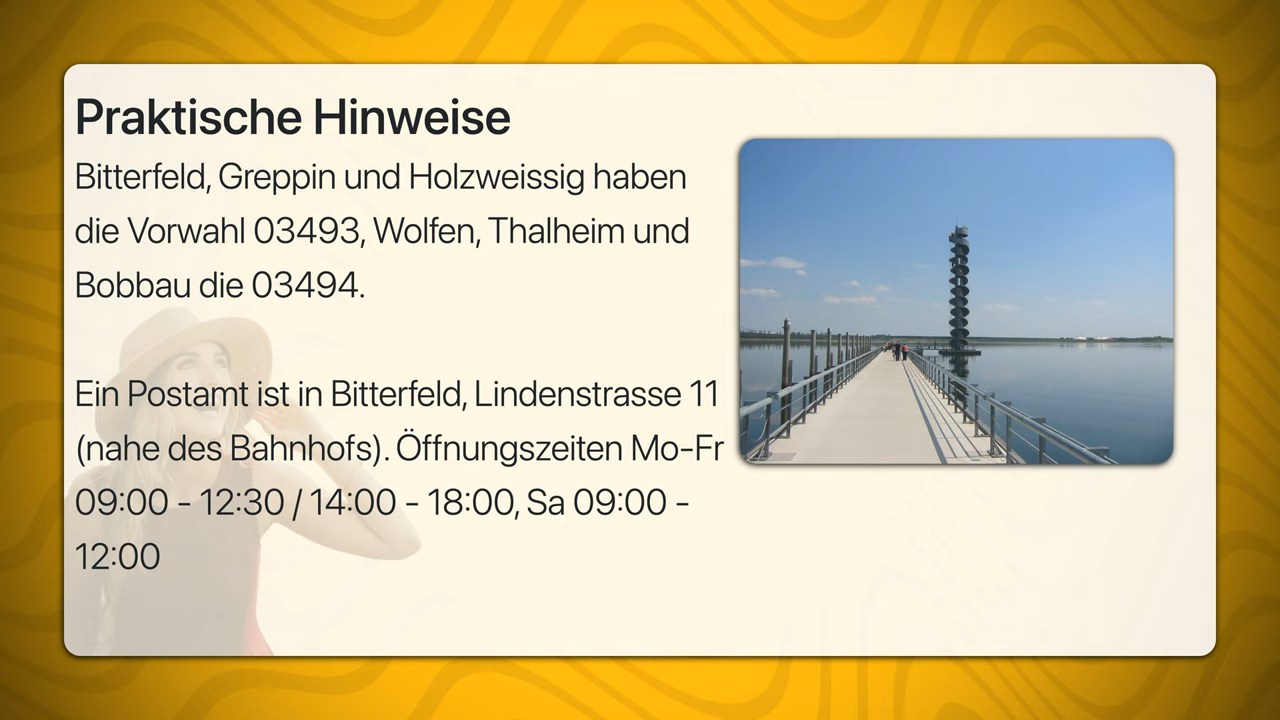 Praktische Hinweise
Bitterfeld, Greppin und Holzweissig haben
die Vorwahl 03493, Wolfen, Thalheim und
Bobbau die 03494.
Ein Postamt ist in Bitterfeld, Lindenstrasse 11
(nahe des Bahnhofs). Öffnungszeiten Mo-Fr
09:00 - 12:30 / 14:00 - 18:00, Sa 09:00 -
12:00